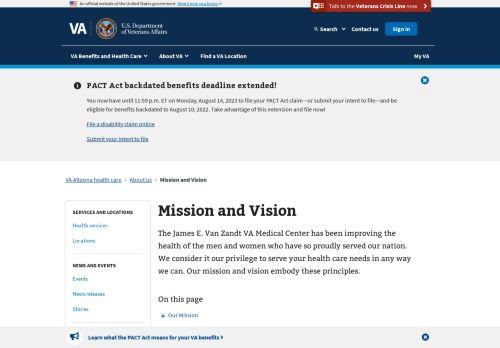 An official website of the United States government Here's how you know
Talk to the Veterans Crisis Line now
VA
U.S. Department
of Veterans Affairs
Search
Contact us
Sign in
VA Benefits and Health Care
About VA
Find a VA Location
My VA
PACT Act backdated benefits deadline extended!
You now have until 11:59 p.m. ET on Monday, August 14, 2023 to file your PACT Act claim—or submit your intent to file—and be
eligible for benefits backdated to August 10, 2022. Take advantage of this extension and file now!
File a disability claim online
Submit your intent to file
VA Altoona health care › About us › Mission and Vision
SERVICES AND LOCATIONS
Health services
Locations
NEWS AND EVENTS
Events
News releases
Stories
Mission and Vision
The James E. Van Zandt VA Medical Center has been improving the
health of the men and women who have so proudly served our nation.
We consider it our privilege to serve your health care needs in any way
we can. Our mission and vision embody these principles.
On this page
Our Mission
Learn what the PACT Act means for your VA benefits